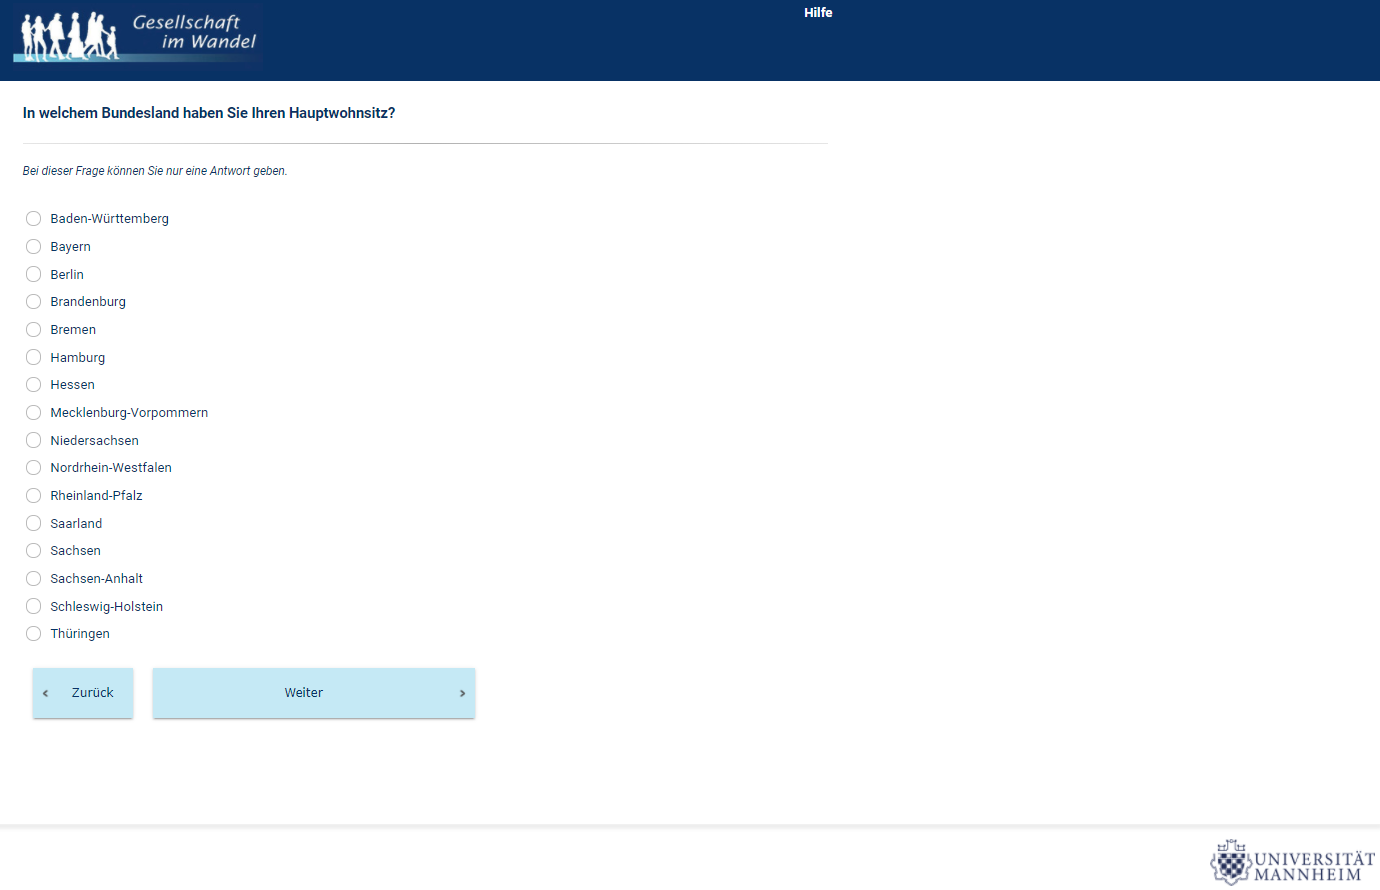 Gesellschaft
im Wandel
Hilfe
In welchem Bundesland haben Sie Ihren Hauptwohnsitz?
Bei dieser Frage können Sie nur eine Antwort geben.
Baden-Württemberg
Bayern
Berlin
Brandenburg
Bremen
Hamburg
Hessen
Mecklenburg-Vorpommern
Niedersachsen
Nordrhein-Westfalen
Rheinland-Pfalz
Saarland
Sachsen
Sachsen-Anhalt
Schleswig-Holstein
Thüringen
‹ Zurück
Weiter ›
UNIVERSITÄT
MANNHEIM